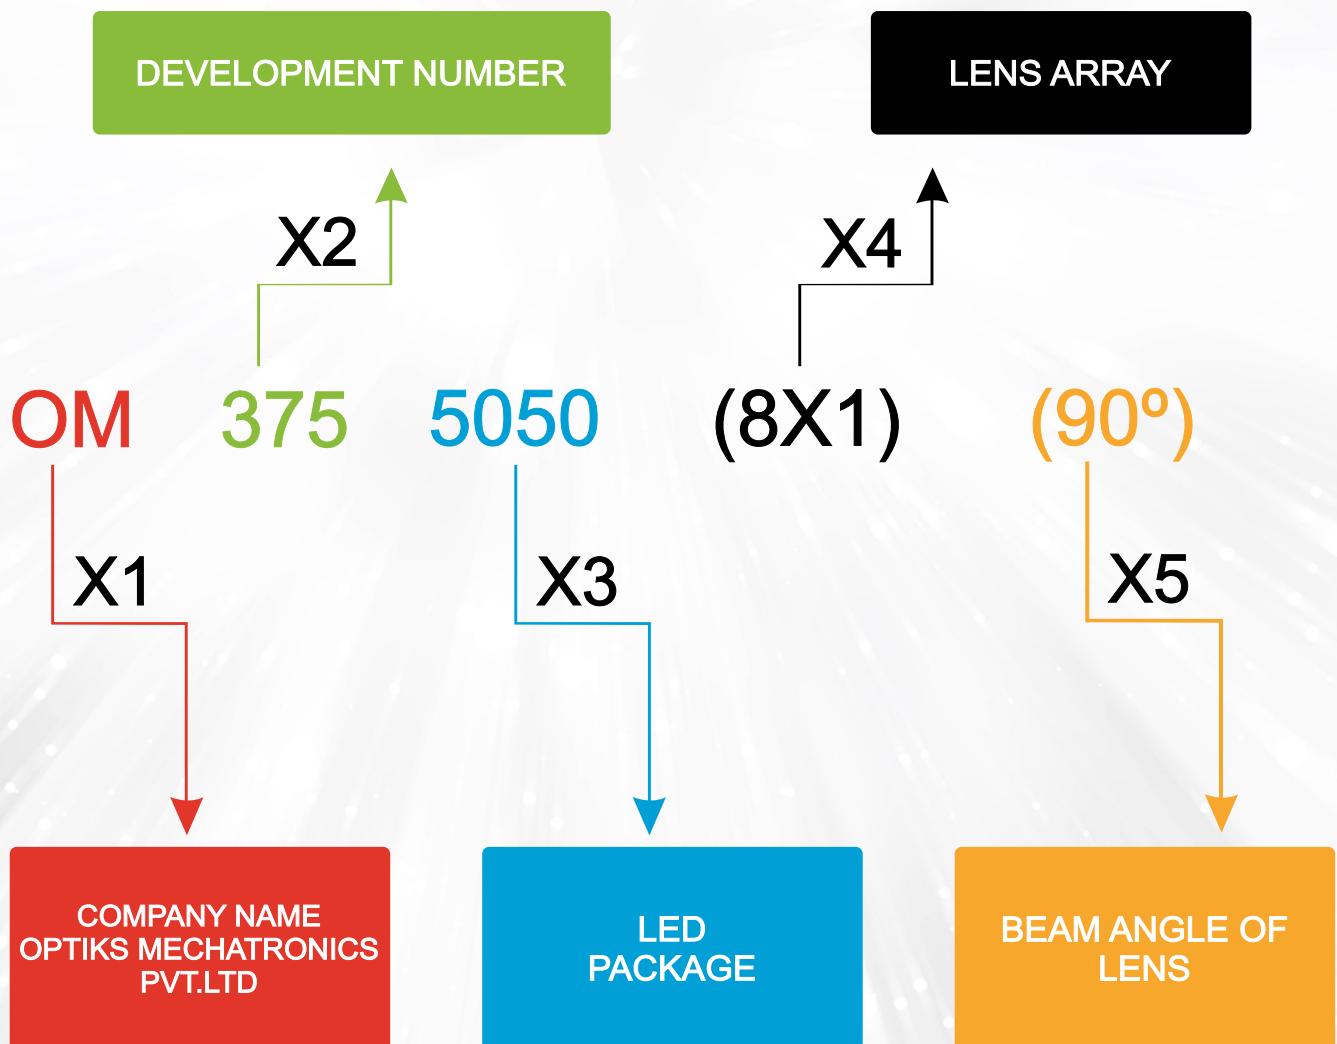 DEVELOPMENT NUMBER
LENS ARRAY
X2
X4
OM 375 5050 (8X1) (90º)
X1
X3
X5
COMPANY NAME
OPTIKS MECHATRONICS
PVT.LTD
LED
PACKAGE
BEAM ANGLE OF
LENS